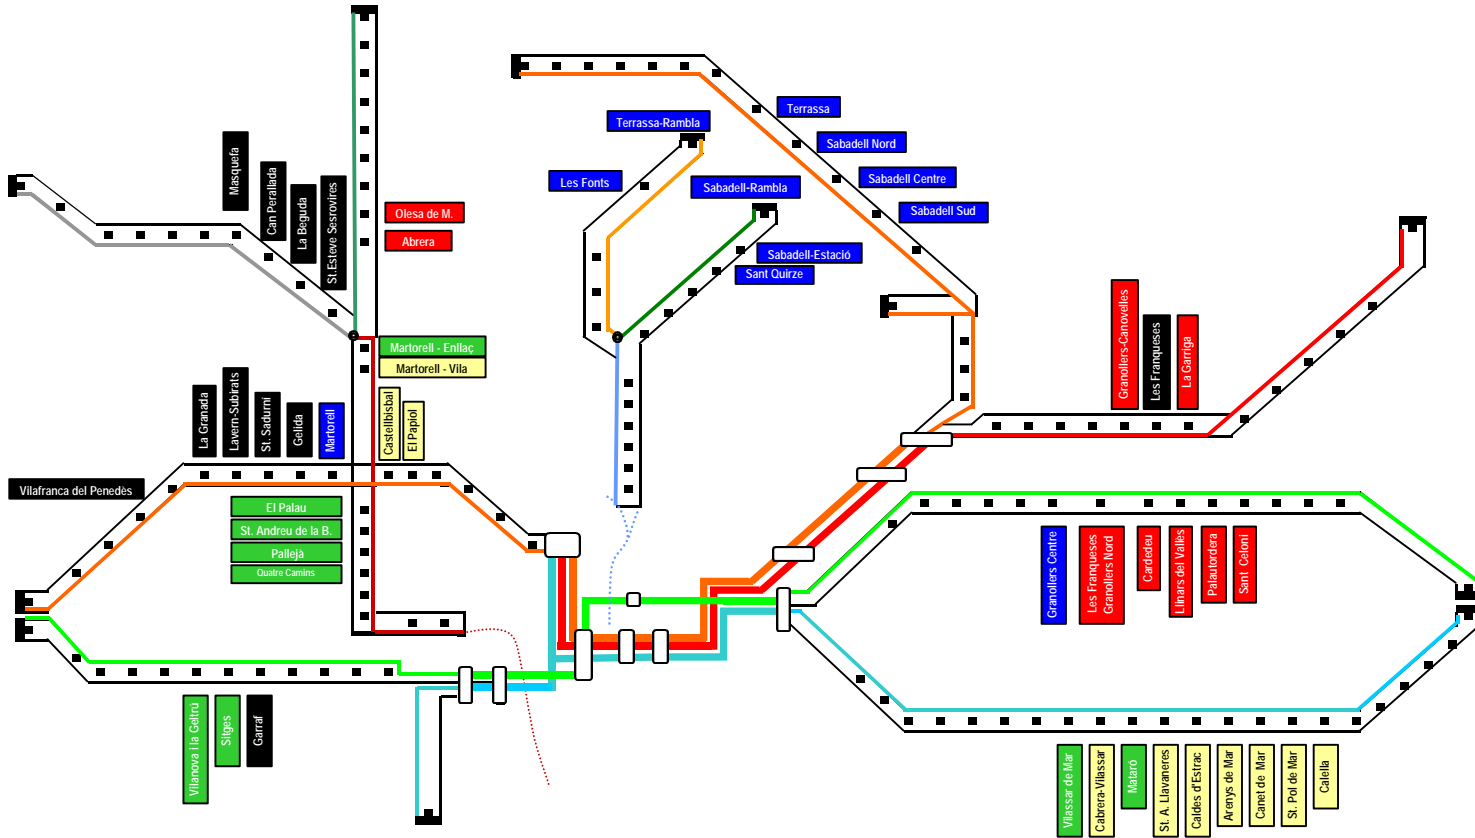 Terrassa
Terrassa-Rambla
Sabadell Nord
Les Fonts
Sabadell-Rambla
Sabadell Centre
Sabadell Sud
Masquefa
Can Perallada
La Beguda
St.Esteve Sesrovires
Olesa de M.
Abrera
Sabadell-Estació
Sant Quirze
Granollers-Canovelles
Les Franqueses
La Garriga
Martorell - Enllaç
Martorell - Vila
La Granada
Lavern-Subirats
St. Sadurni
Gelida
Martorell
Castellbisbal
El Papiol
Vilafranca del Penedès
El Palau
St. Andreu de la B.
Pallejà
Quatre Camins
Granollers Centre
Les Franqueses
Granollers Nord
Cardedeu
Llinars del Vallès
Palautordera
Sant Celoni
Vilanova i la Geltrú
Sitges
Garraf
Vilassar de Mar
Cabrera-Vilassar
Mataró
St. A. Llavaneres
Caldes d'Estrac
Arenys de Mar
Canet de Mar
St. Pol de Mar
Calella